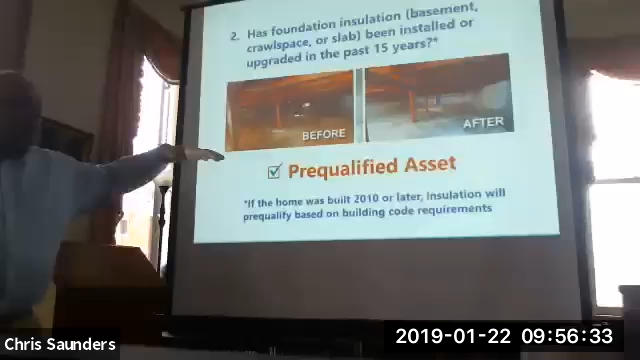 2. Has foundation insulation (basement,
crawlspace, or slab) been installed or
upgraded in the past 15 years?*
BEFORE
AFTER
Prequalified Asset
*If the home was built 2010 or later, insulation will
prequalify based on building code requirements
Chris Saunders
2019-01-22 09:56:33